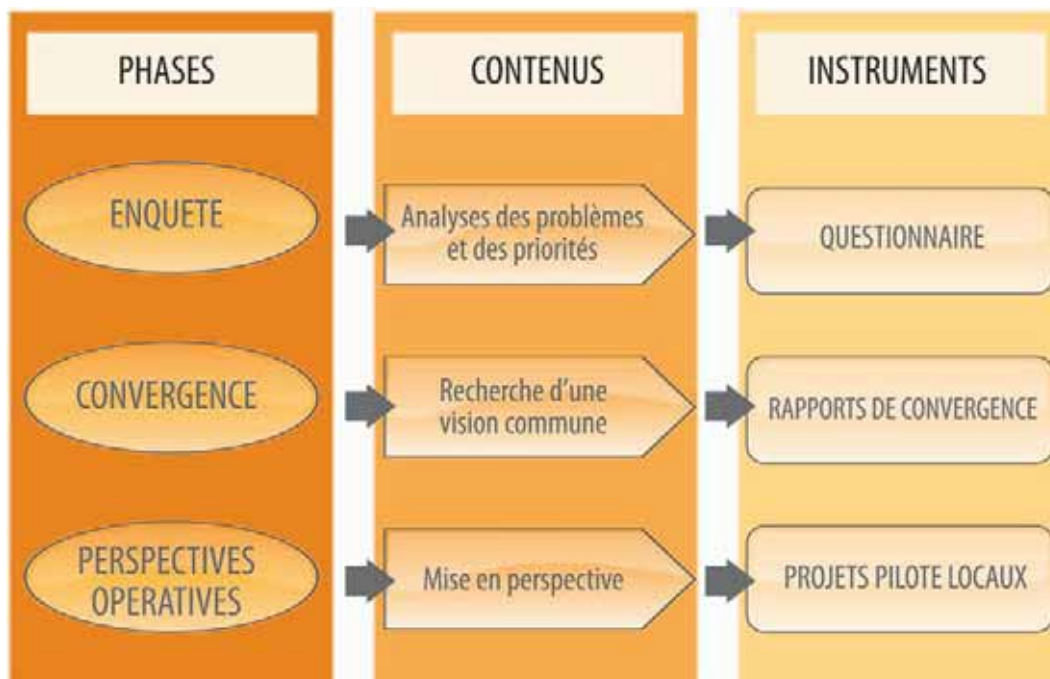 PHASES
CONTENUS
INSTRUMENTS
ENQUETE
Analyses des problèmes
et des priorités
QUESTIONNAIRE
CONVERGENCE
Recherche d'une
vision commune
RAPPORTS DE CONVERGENCE
PERSPECTIVES
OPERATIVES
Mise en perspective
PROJETS PILOTE LOCAUX